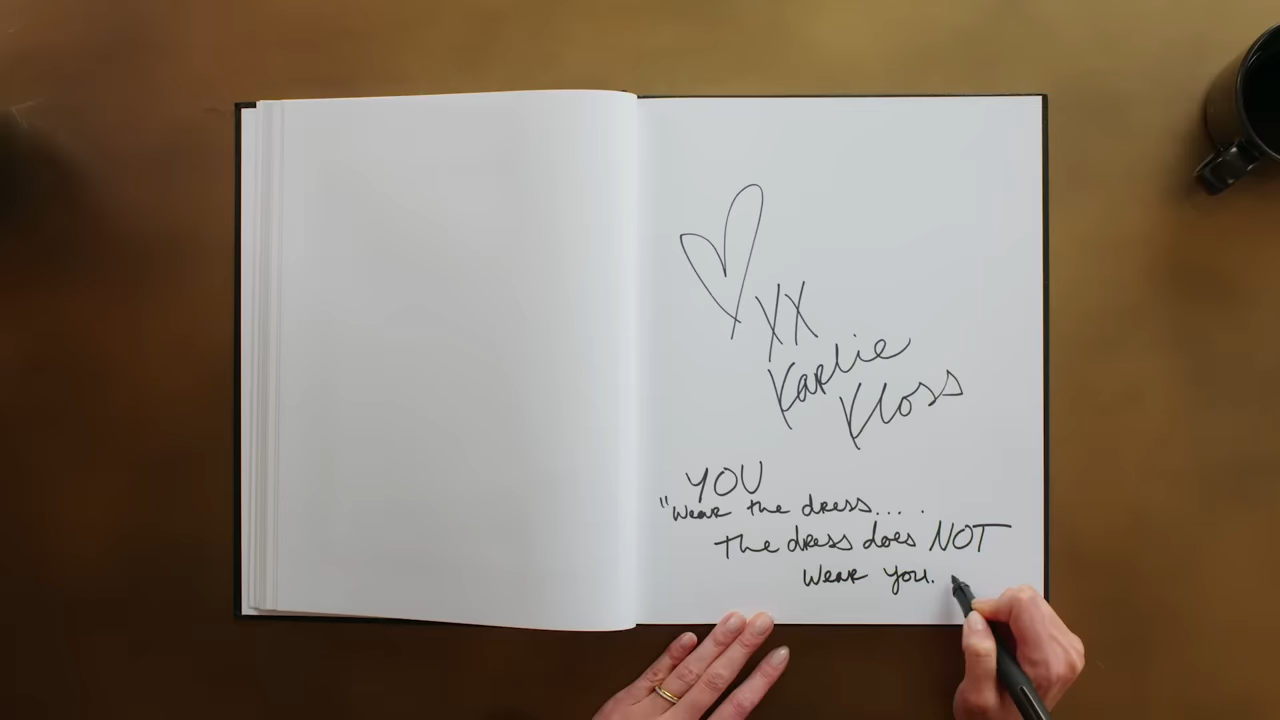 XX
Karlie
Kloss
YOU
"Wear the dress....
The dress does NOT
wear you.